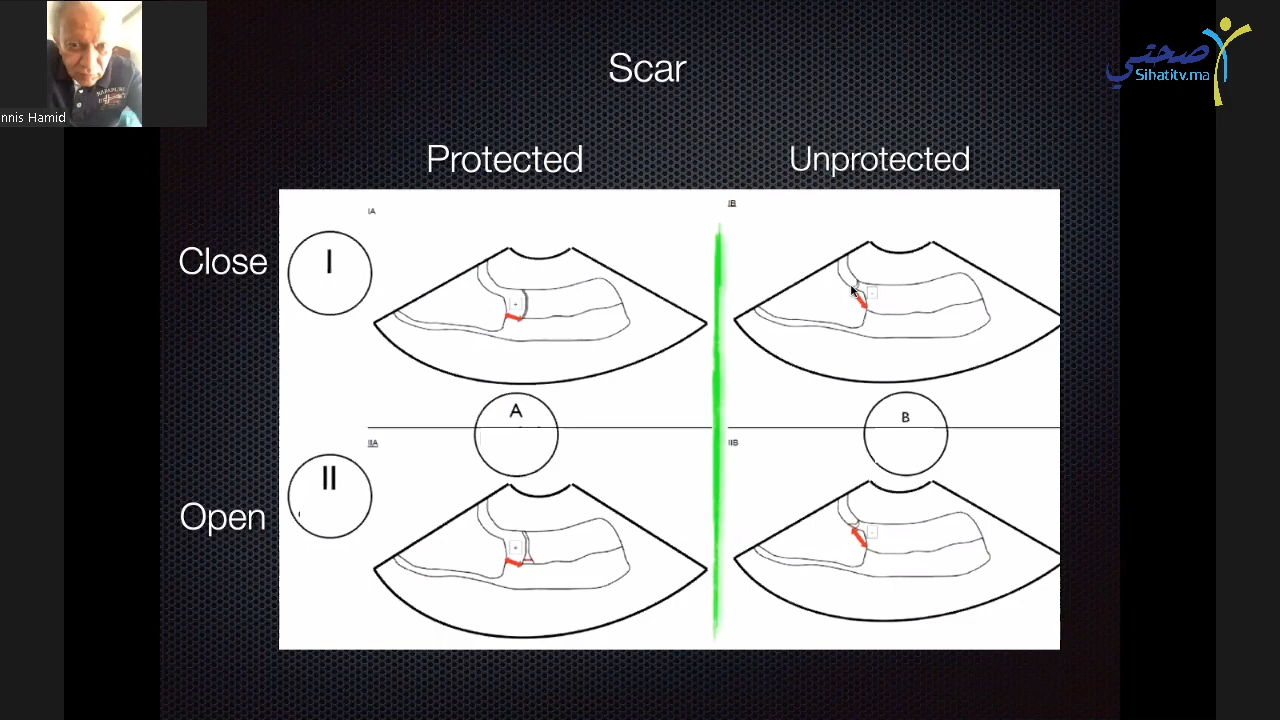 Scar
صحتي
Sihatitv.ma
nnis Hamid
Protected
Unprotected
IA
IB
Close
I
A
B
IIA
IIB
II
Open